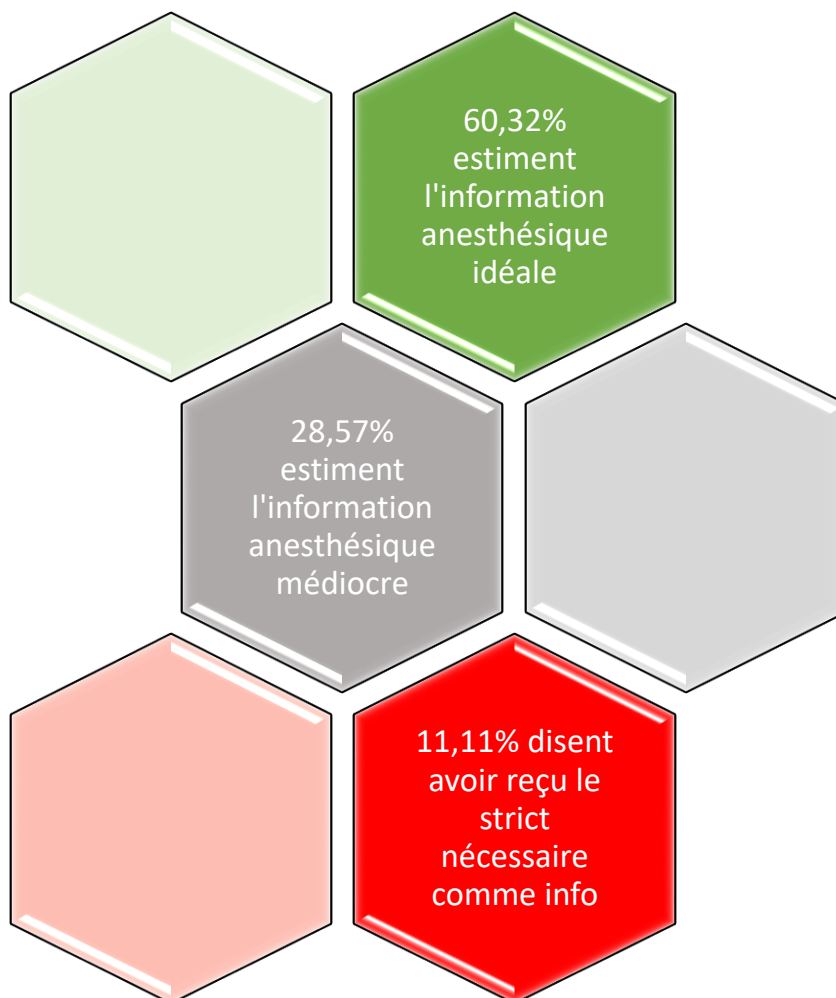 60,32%
estiment
l'information
anesthésique
idéale
28,57%
estiment
l'information
anesthésique
médiocre
11,11% disent
avoir reçu le
strict
nécessaire
comme info